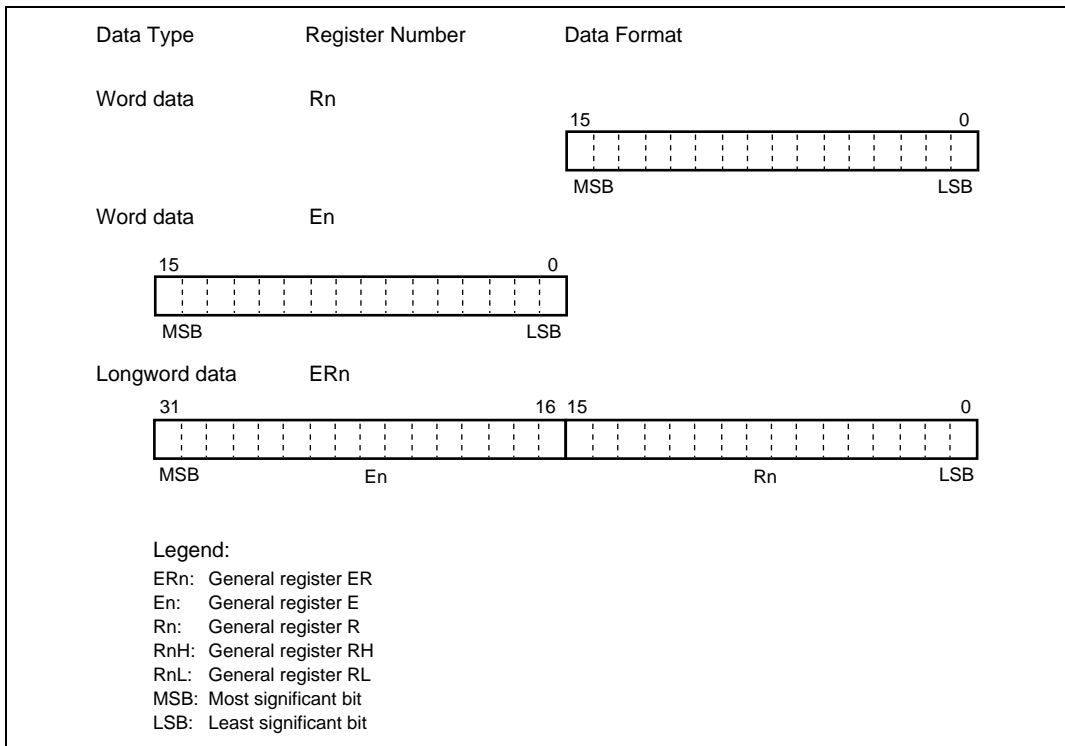 Data Type Register Number Data Format
Word data Rn
15 0
MSB LSB
Word data En
15 0
MSB LSB
Longword data ERn
31 16 15 0
MSB En Rn LSB
Legend:
ERn: General register ER
En: General register E
Rn: General register R
RnH: General register RH
RnL: General register RL
MSB: Most significant bit
LSB: Least significant bit